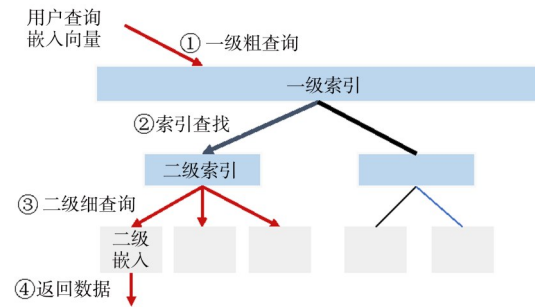 用户查询
嵌入向量
①一级粗查询
一级索引
②索引查找
二级索引
③二级细查询
二级
嵌入
④返回数据